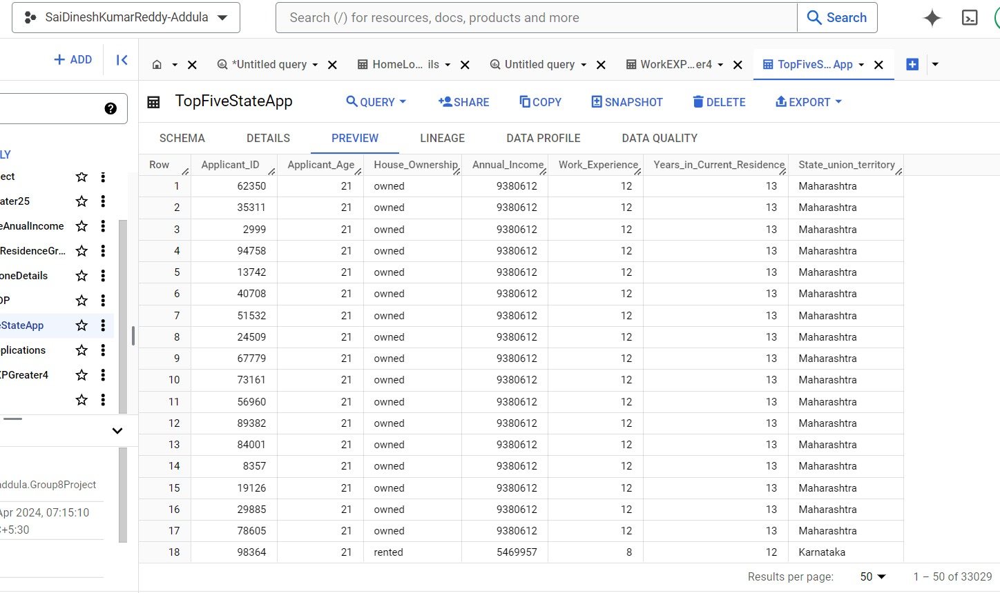 SaiDineshKumarReddy-Addula
Search (/) for resources, docs, products and more
Search
ADD
*Untitled query
HomeLo... ils
Untitled query
WorkEXP...er4
TopFiveS... App
TopFiveStateApp
QUERY
SHARE
COPY
SNAPSHOT
DELETE
EXPORT
SCHEMA
DETAILS
PREVIEW
LINEAGE
DATA PROFILE
DATA QUALITY
LY
ect
ater25
eAnualIncome
ResidenceGr...
oneDetails
OP
eStateApp
plications
XPGreater4
addula.Group8Project
Apr 2024, 07:15:10
C+5:30
Row Applicant_ID Applicant_Age House_Ownership Annual_Income Work_Experience Years_in_Current_Residence State_union_territory
1 62350 21 owned 9380612 12 13 Maharashtra
2 35311 21 owned 9380612 12 13 Maharashtra
3 2999 21 owned 9380612 12 13 Maharashtra
4 94758 21 owned 9380612 12 13 Maharashtra
5 13742 21 owned 9380612 12 13 Maharashtra
6 40708 21 owned 9380612 12 13 Maharashtra
7 51532 21 owned 9380612 12 13 Maharashtra
8 24509 21 owned 9380612 12 13 Maharashtra
9 67779 21 owned 9380612 12 13 Maharashtra
10 73161 21 owned 9380612 12 13 Maharashtra
11 56960 21 owned 9380612 12 13 Maharashtra
12 89382 21 owned 9380612 12 13 Maharashtra
13 84001 21 owned 9380612 12 13 Maharashtra
14 8357 21 owned 9380612 12 13 Maharashtra
15 19126 21 owned 9380612 12 13 Maharashtra
16 29885 21 owned 9380612 12 13 Maharashtra
17 78605 21 owned 9380612 12 13 Maharashtra
18 98364 21 rented 5469957 8 12 Karnataka
Results per page: 50 1 – 50 of 33029